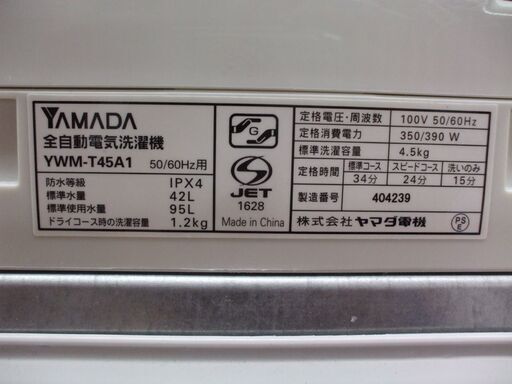 YAMADA
全自動電気洗濯機
YWM-T45A1 50/60Hz用
防水等級 IPX4
標準水量 42L
標準使用水量 95L
ドライコース時の洗濯容量 1.2kg
G
S
JET
1628
Made in China
定格電圧・周波数 100V 50/60Hz
定格消費電力 350/390 W
標準洗濯容量 4.5kg
定格時間 標準コース スピードコース 洗いのみ
34分 24分 15分
製造番号 404239
株式会社 ヤマダ電機
PS
E